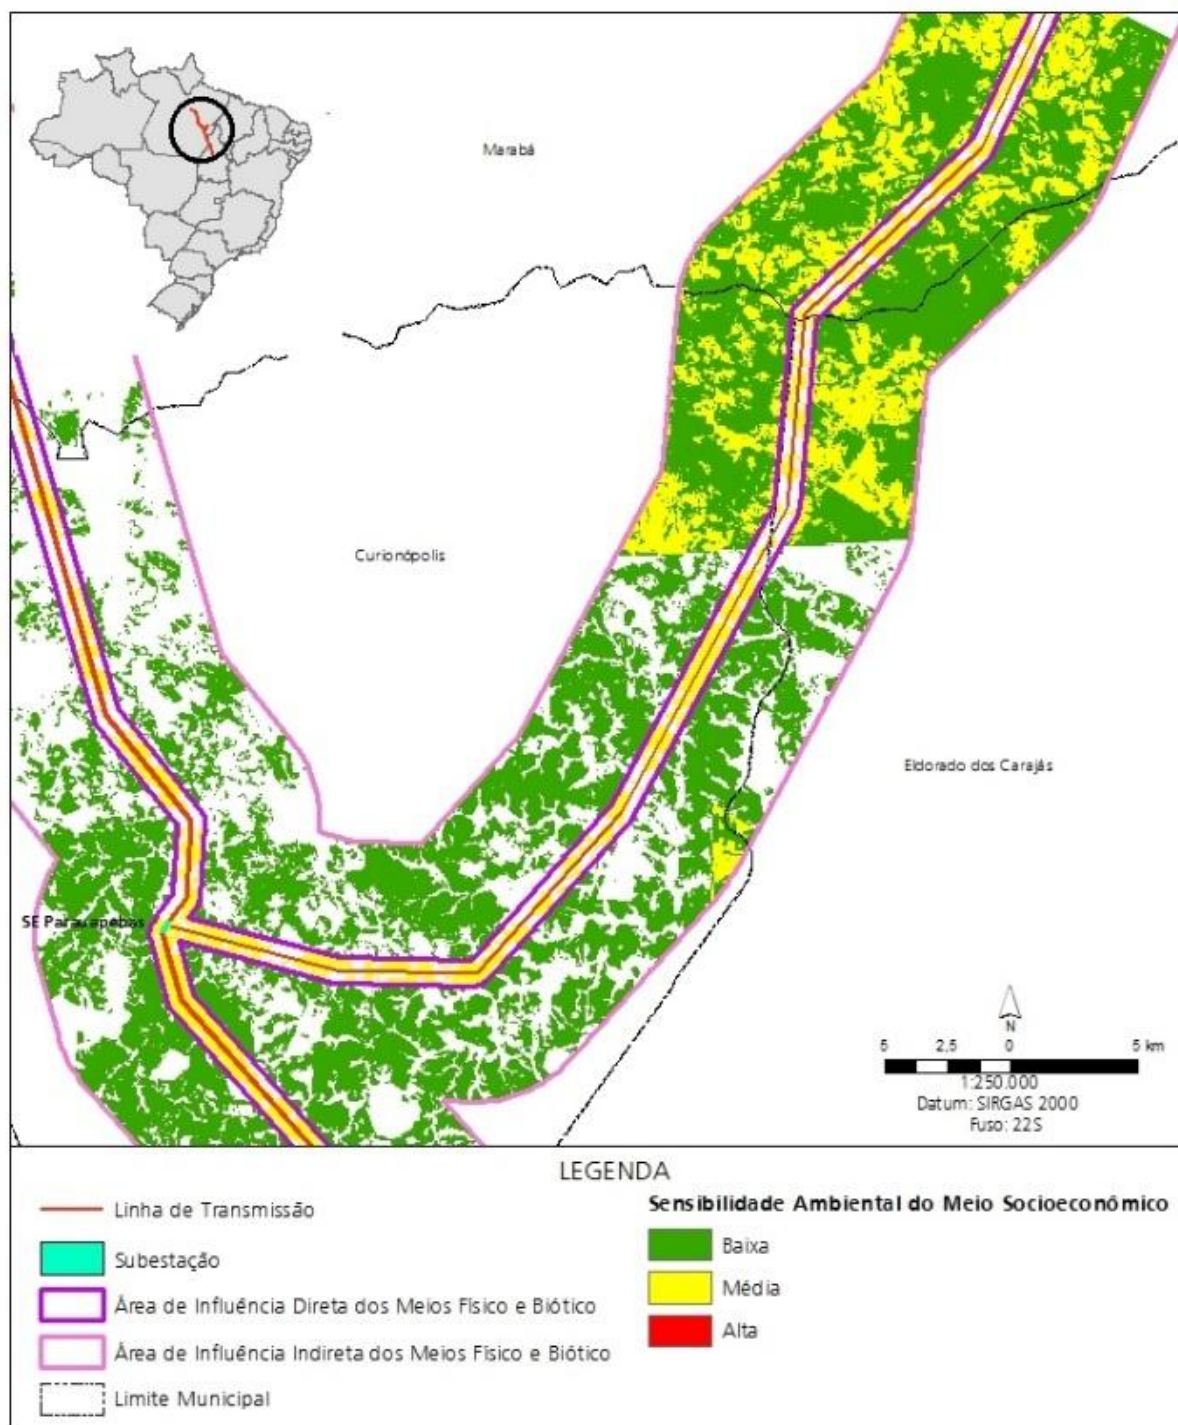 Marabá
Curionópolis
Eldorado dos Carajás
SE Parauapebas
N
5 2,5 0 5 km
1:250.000
Datum: SIRGAS 2000
Fuso: 22S
LEGENDA
Linha de Transmissão
Subestação
Área de Influência Direta dos Meios Físico e Biótico
Área de Influência Indireta dos Meios Físico e Biótico
Limite Municipal
Sensibilidade Ambiental do Meio Socioeconômico
Baixa
Média
Alta